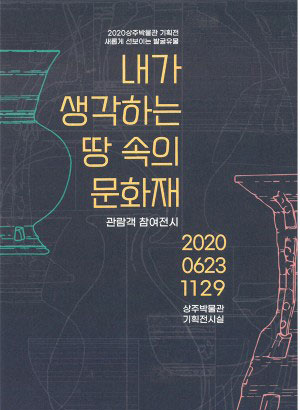 2020상주박물관 기획전
새롭게 선보이는 발굴유물
내가
생각하는
땅 속의
문화재
관람객 참여전시
2020
0623
1129
상주박물관
기획전시실